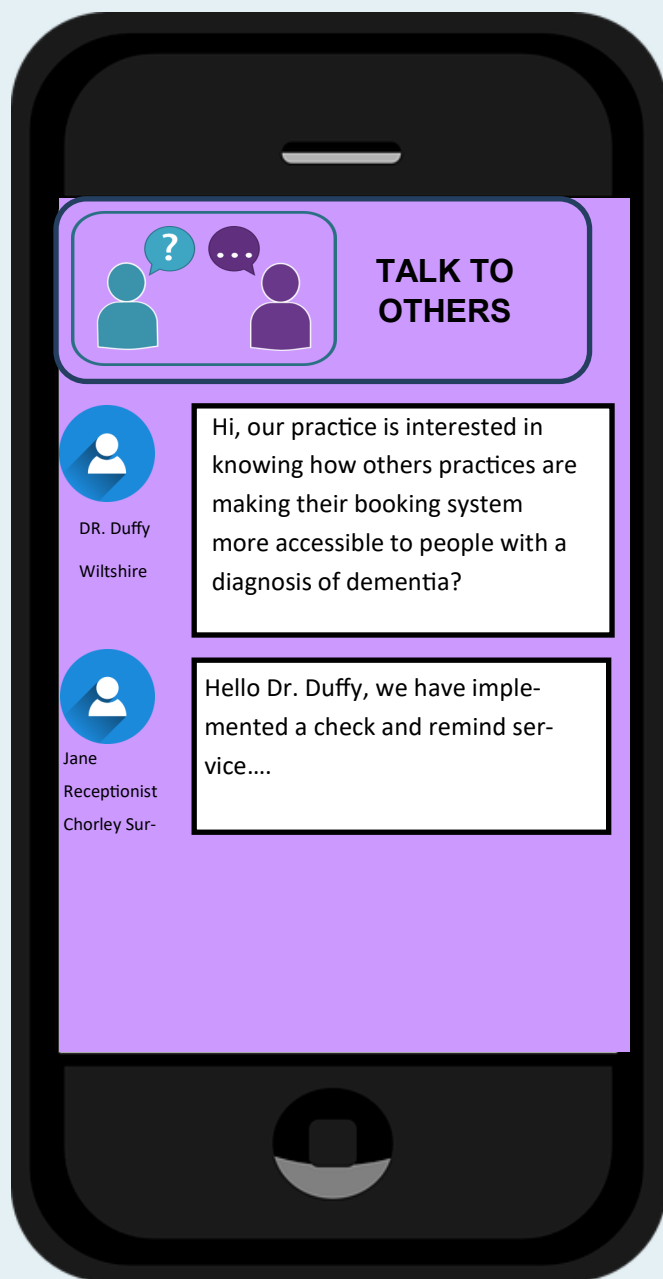 ?
...
TALK TO
OTHERS
DR. Duffy
Wiltshire
Hi, our practice is interested in
knowing how others practices are
making their booking system
more accessible to people with a
diagnosis of dementia?
Jane
Receptionist
Chorley Sur-
Hello Dr. Duffy, we have imple-
mented a check and remind ser-
vice....